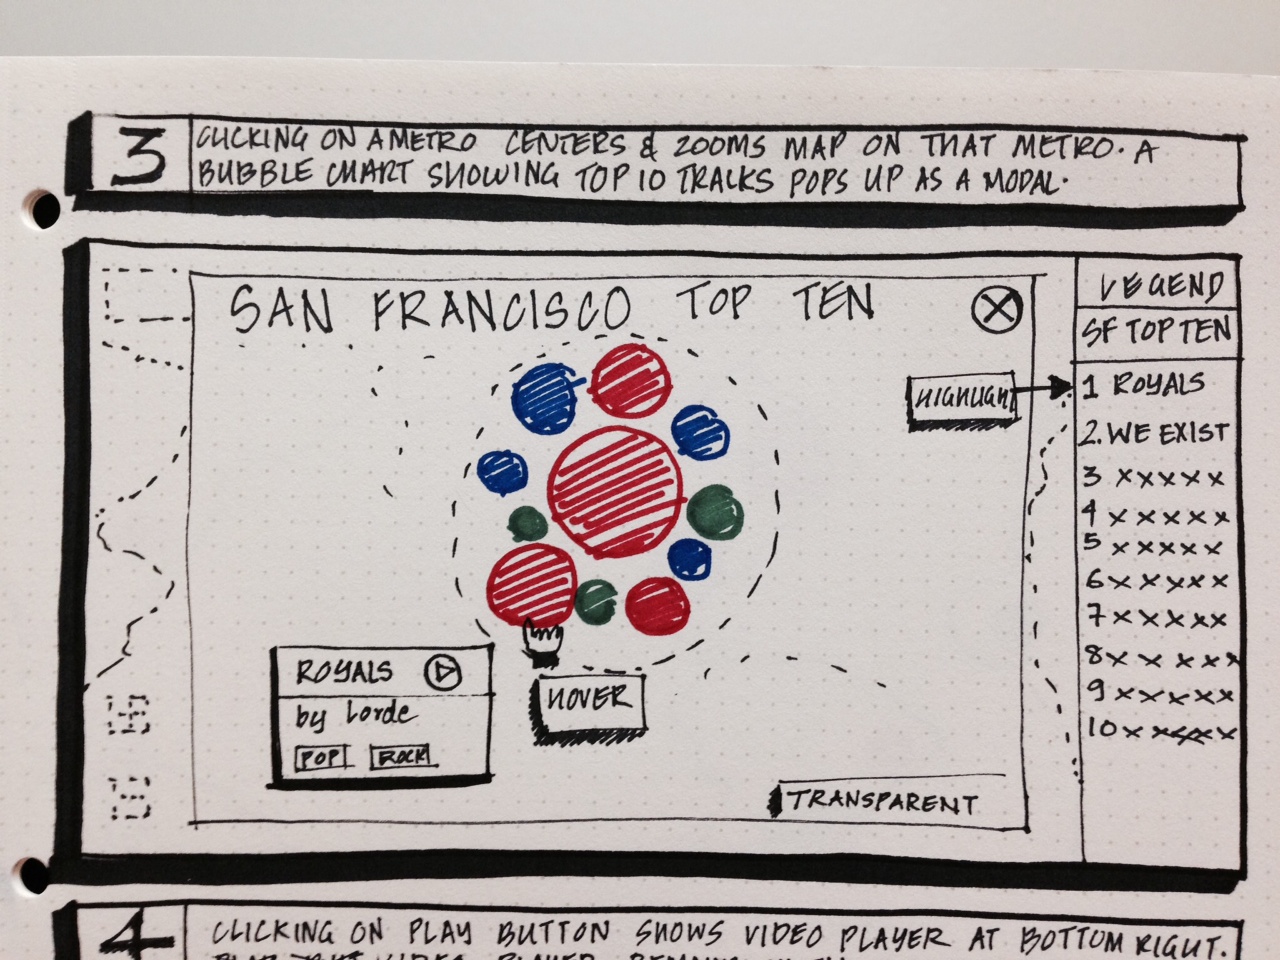 3
CLICKING ON A METRO CENTERS & ZOOMS MAP ON THAT METRO. A
BUBBLE CHART SHOWING TOP 10 TRACKS POPS UP AS A MODAL.
SAN FRANCISCO TOP TEN
HIGHLIGHT
ROYALS
by Lorde
POP ROCK
HOVER
TRANSPARENT
LEGEND
SF TOP TEN
1 ROYALS
2. WE EXIST
3 xxxxx
4 xxxxx
5 xxxxx
6 xxxxx
7 xxxxx
8 xxxxx
9 xxxxx
10 xxxxx
4
CLICKING ON PLAY BUTTON SHOWS VIDEO PLAYER AT BOTTOM RIGHT.